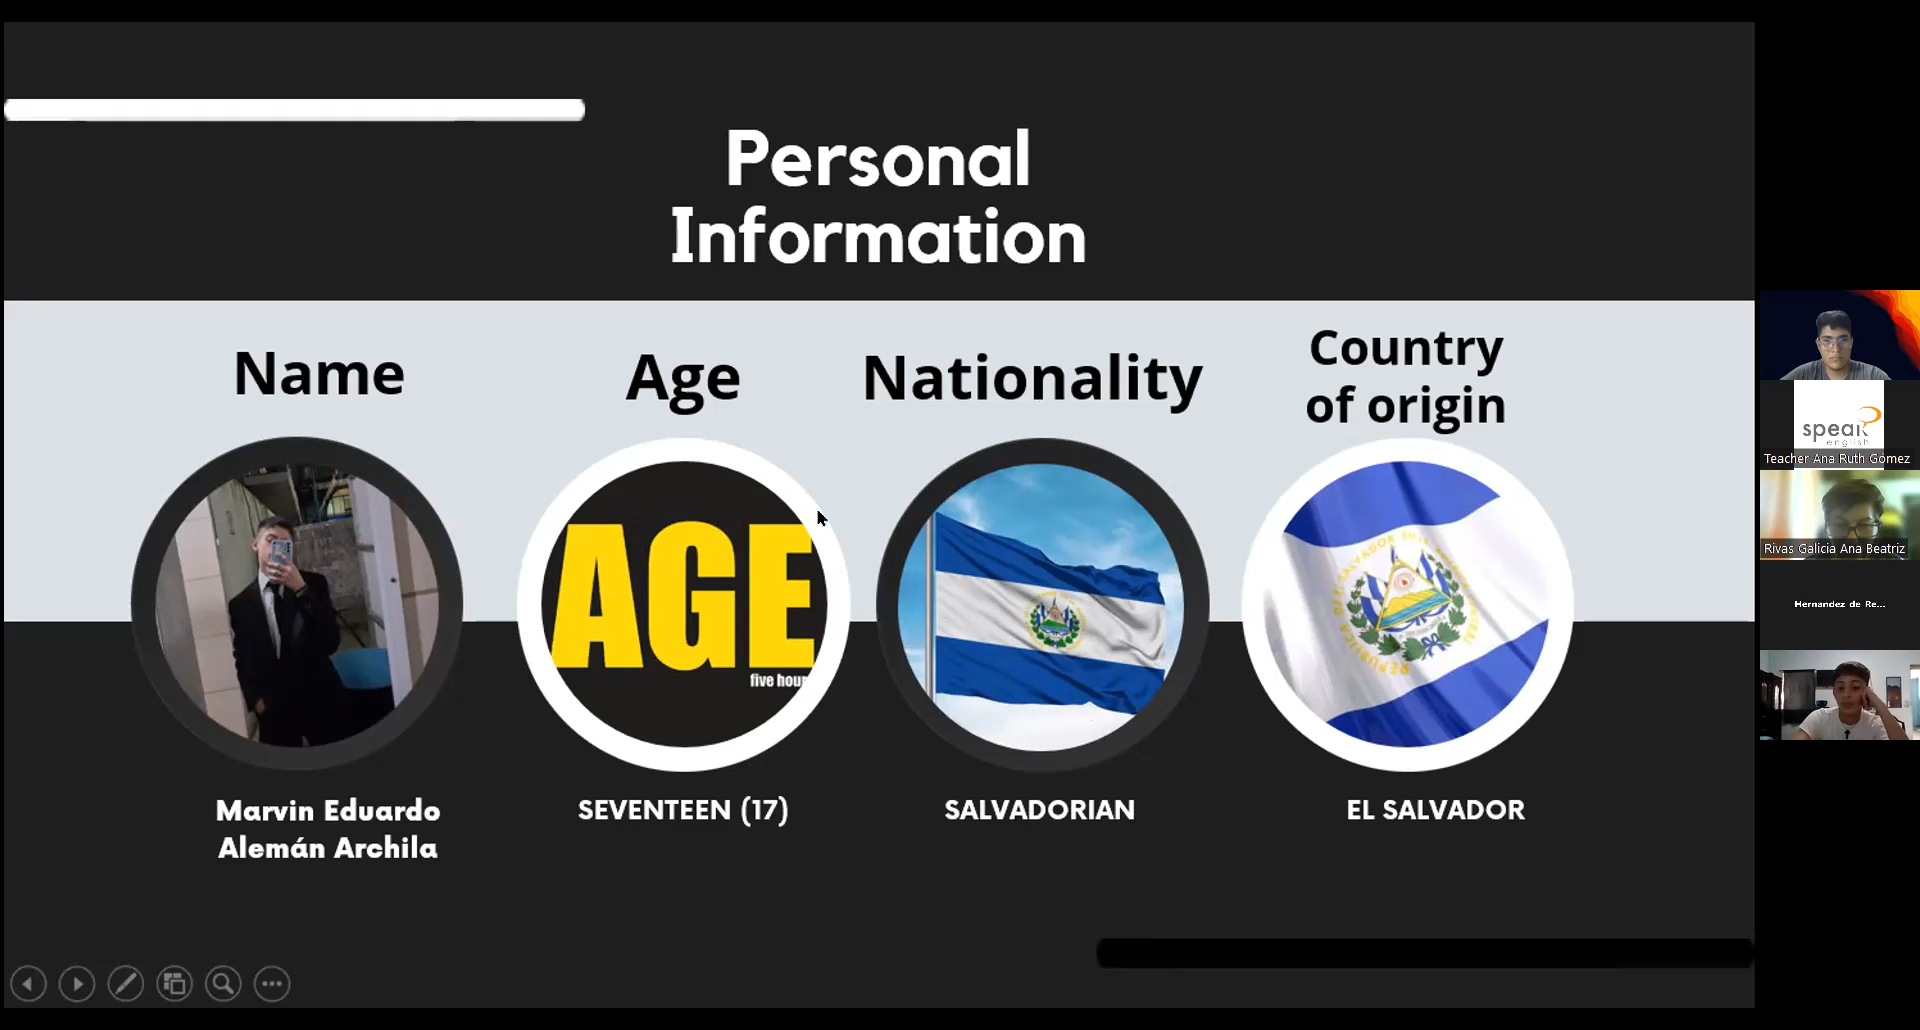 Personal
Information
Name
Age
Nationality
Country
of origin
AGE
five hour
Marvin Eduardo
Alemán Archila
SEVENTEEN (17)
SALVADORIAN
EL SALVADOR
speak
english
Teacher Ana Ruth Gómez
Rivas Galicia Ana Beatriz
Hernandez de Re...